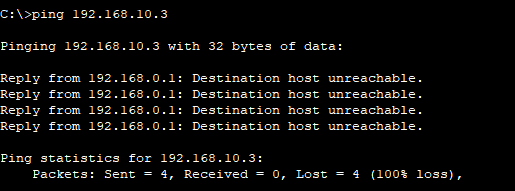 C:\>ping 192.168.10.3
Pinging 192.168.10.3 with 32 bytes of data:
Reply from 192.168.0.1: Destination host unreachable.
Reply from 192.168.0.1: Destination host unreachable.
Reply from 192.168.0.1: Destination host unreachable.
Reply from 192.168.0.1: Destination host unreachable.
Ping statistics for 192.168.10.3:
    Packets: Sent = 4, Received = 0, Lost = 4 (100% loss),